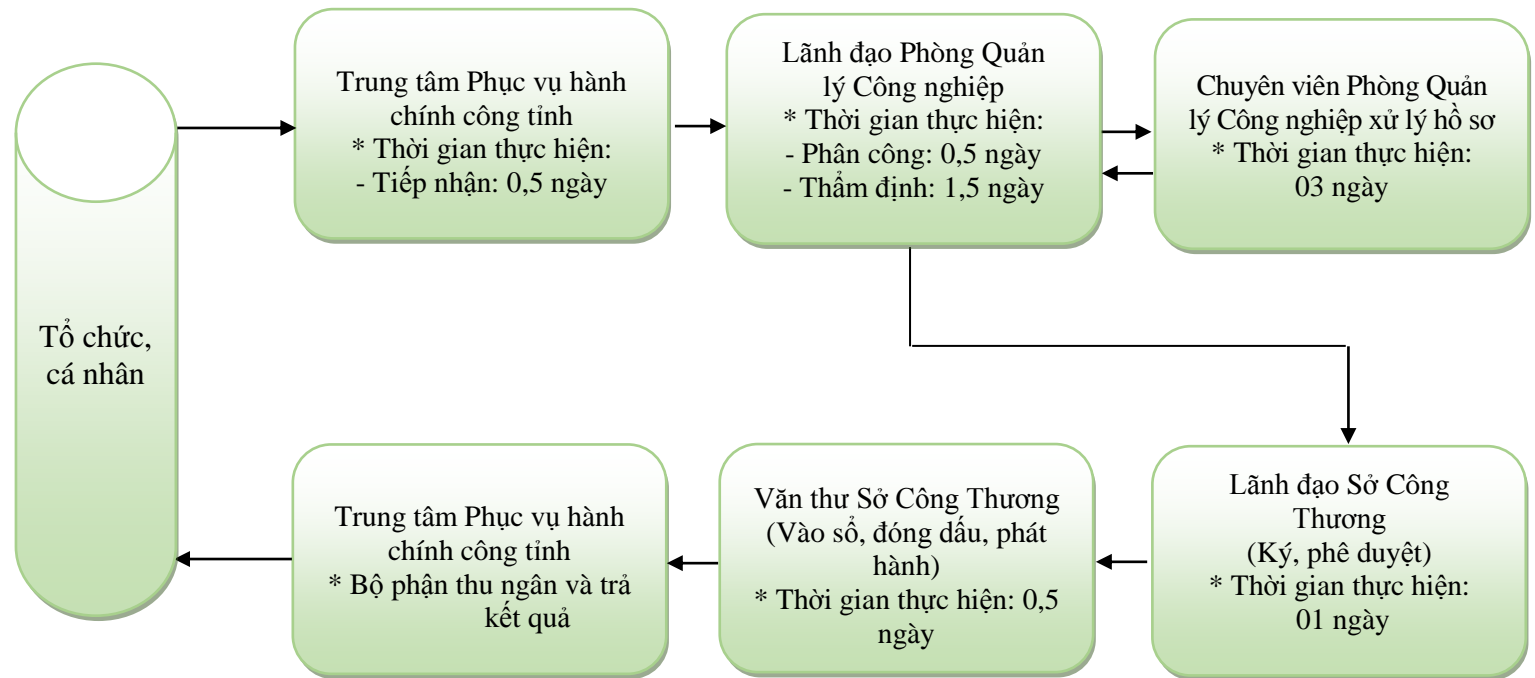 Tổ chức,
cá nhân
Trung tâm Phục vụ hành
chính công tỉnh
* Thời gian thực hiện:
- Tiếp nhận: 0,5 ngày
Lãnh đạo Phòng Quản
lý Công nghiệp
* Thời gian thực hiện:
- Phân công: 0,5 ngày
- Thẩm định: 1,5 ngày
Chuyên viên Phòng Quản
lý Công nghiệp xử lý hồ sơ
* Thời gian thực hiện:
03 ngày
Lãnh đạo Sở Công
Thương
(Ký, phê duyệt)
* Thời gian thực hiện:
01 ngày
Văn thư Sở Công Thương
(Vào sổ, đóng dấu, phát
hành)
* Thời gian thực hiện: 0,5
ngày
Trung tâm Phục vụ hành
chính công tỉnh
* Bộ phận thu ngân và trả
kết quả